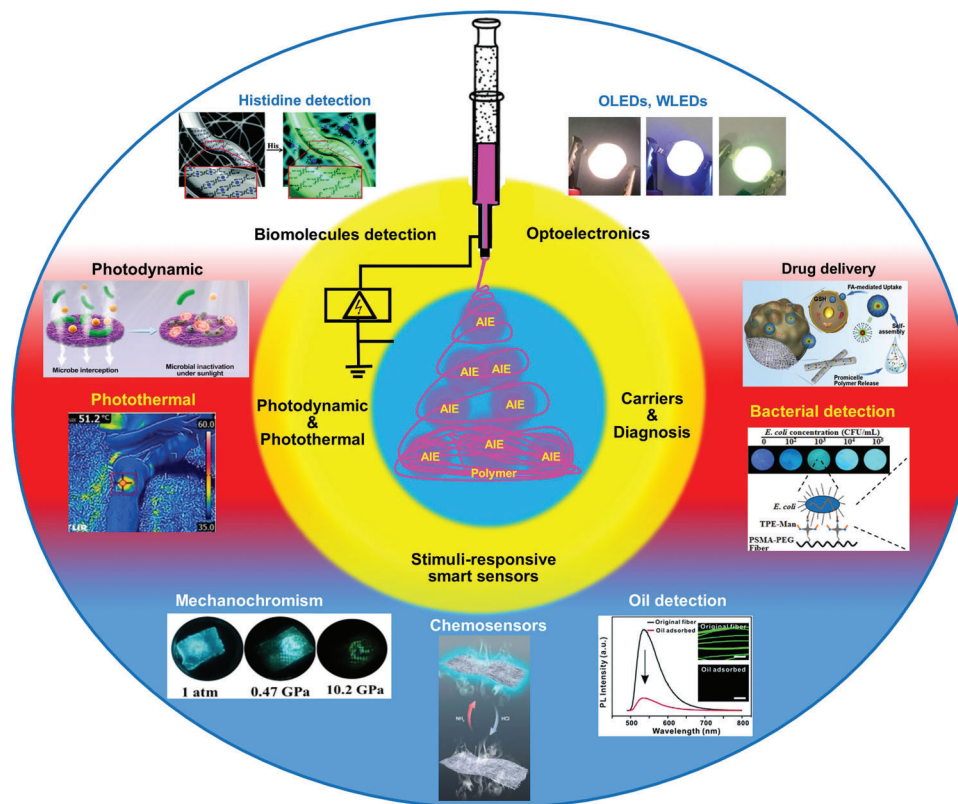 Histidine detection
His
OLEDs, WLEDs
Biomolecules detection
Optoelectronics
Photodynamic
Microbe interception
Microbial inactivation
under sunlight
Drug delivery
FA-mediated Uptake
GSH
Self-
assembly
Promicelle
Polymer Release
AIE
AIE
AIE
AIE
AIE
AIE
AIE
AIE
Polymer
Photothermal
51.2 °C
60.0
35.0
Photodynamic
&
Photothermal
Carriers
&
Diagnosis
Bacterial detection
E. coli concentration (CFU/mL)
0 10² 10³ 10⁴ 10⁵
E. coli
TPE-Man
PSMA-PEG
Fiber
Stimuli-responsive
smart sensors
Mechanochromism
1 atm 0.47 GPa 10.2 GPa
Chemosensors
NH₃
HCl
Oil detection
Original fiber
Oil adsorbed
Original fiber
Oil adsorbed
PL Intensity (a.u.)
500 600 700 800
Wavelength (nm)